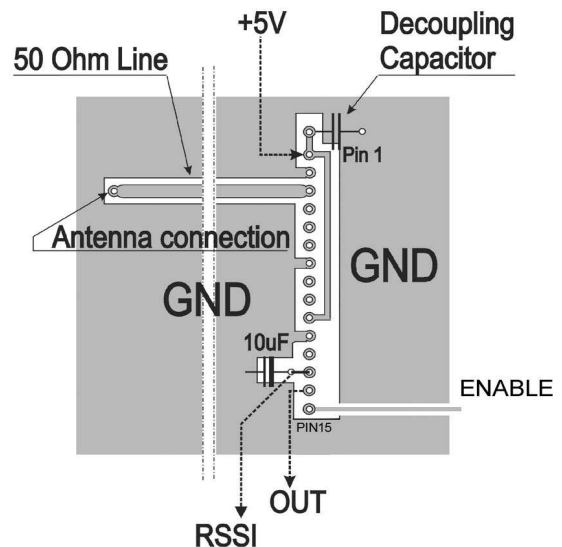 +5V
Decoupling
Capacitor
50 Ohm Line
Pin 1
Antenna connection
GND
GND
10uF
ENABLE
PIN15
OUT
RSSI